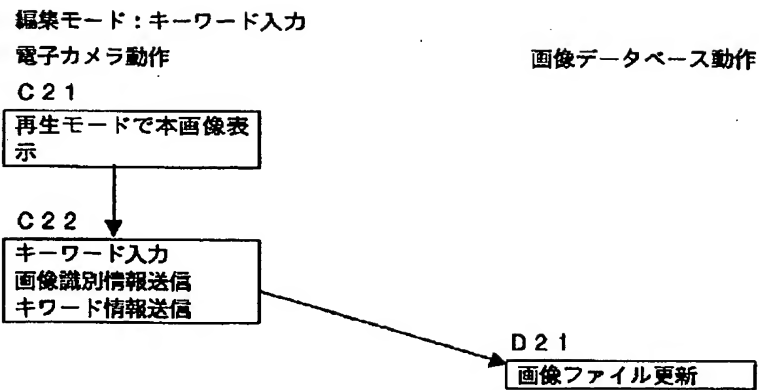 編集モード：キーワード入力
電子カメラ動作
画像データベース動作
C21
再生モードで本画像表
示
C22
キーワード入力
画像識別情報送信
キワード情報送信
D21
画像ファイル更新